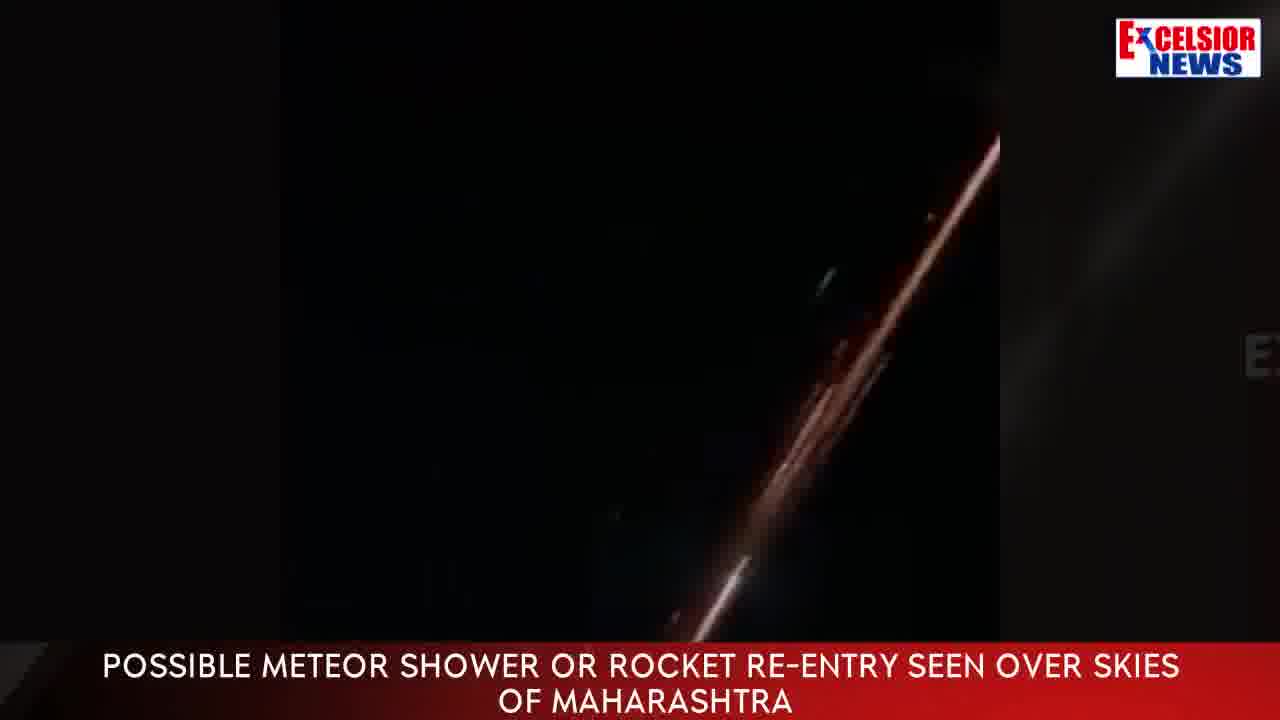 EXCELSIOR
NEWS
POSSIBLE METEOR SHOWER OR ROCKET RE-ENTRY SEEN OVER SKIES
OF MAHARASHTRA